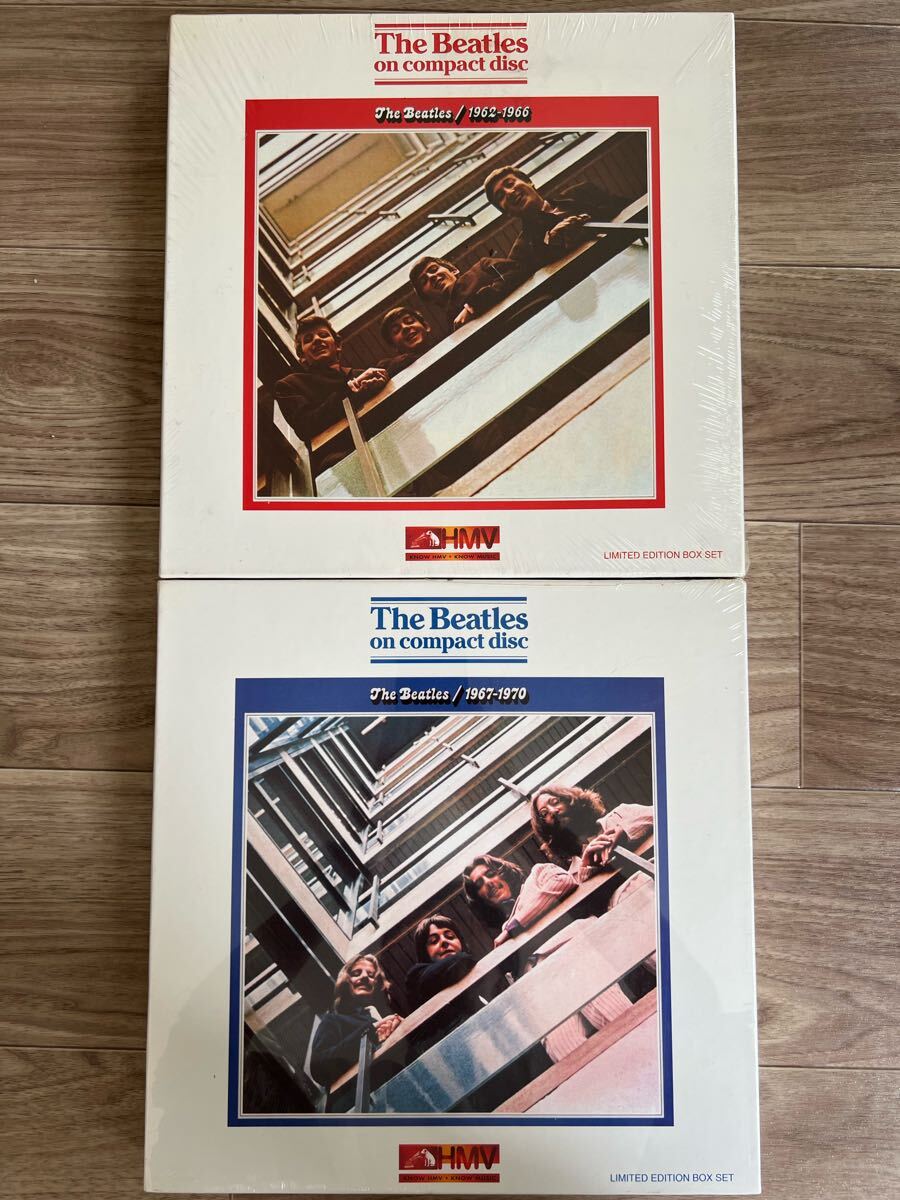 The Beatles
on compact disc
The Beatles / 1962-1966
HMV
KNOW HMV • KNOW MUSIC
LIMITED EDITION BOX SET
The Beatles
on compact disc
The Beatles / 1967-1970
HMV
KNOW HMV • KNOW MUSIC
LIMITED EDITION BOX SET